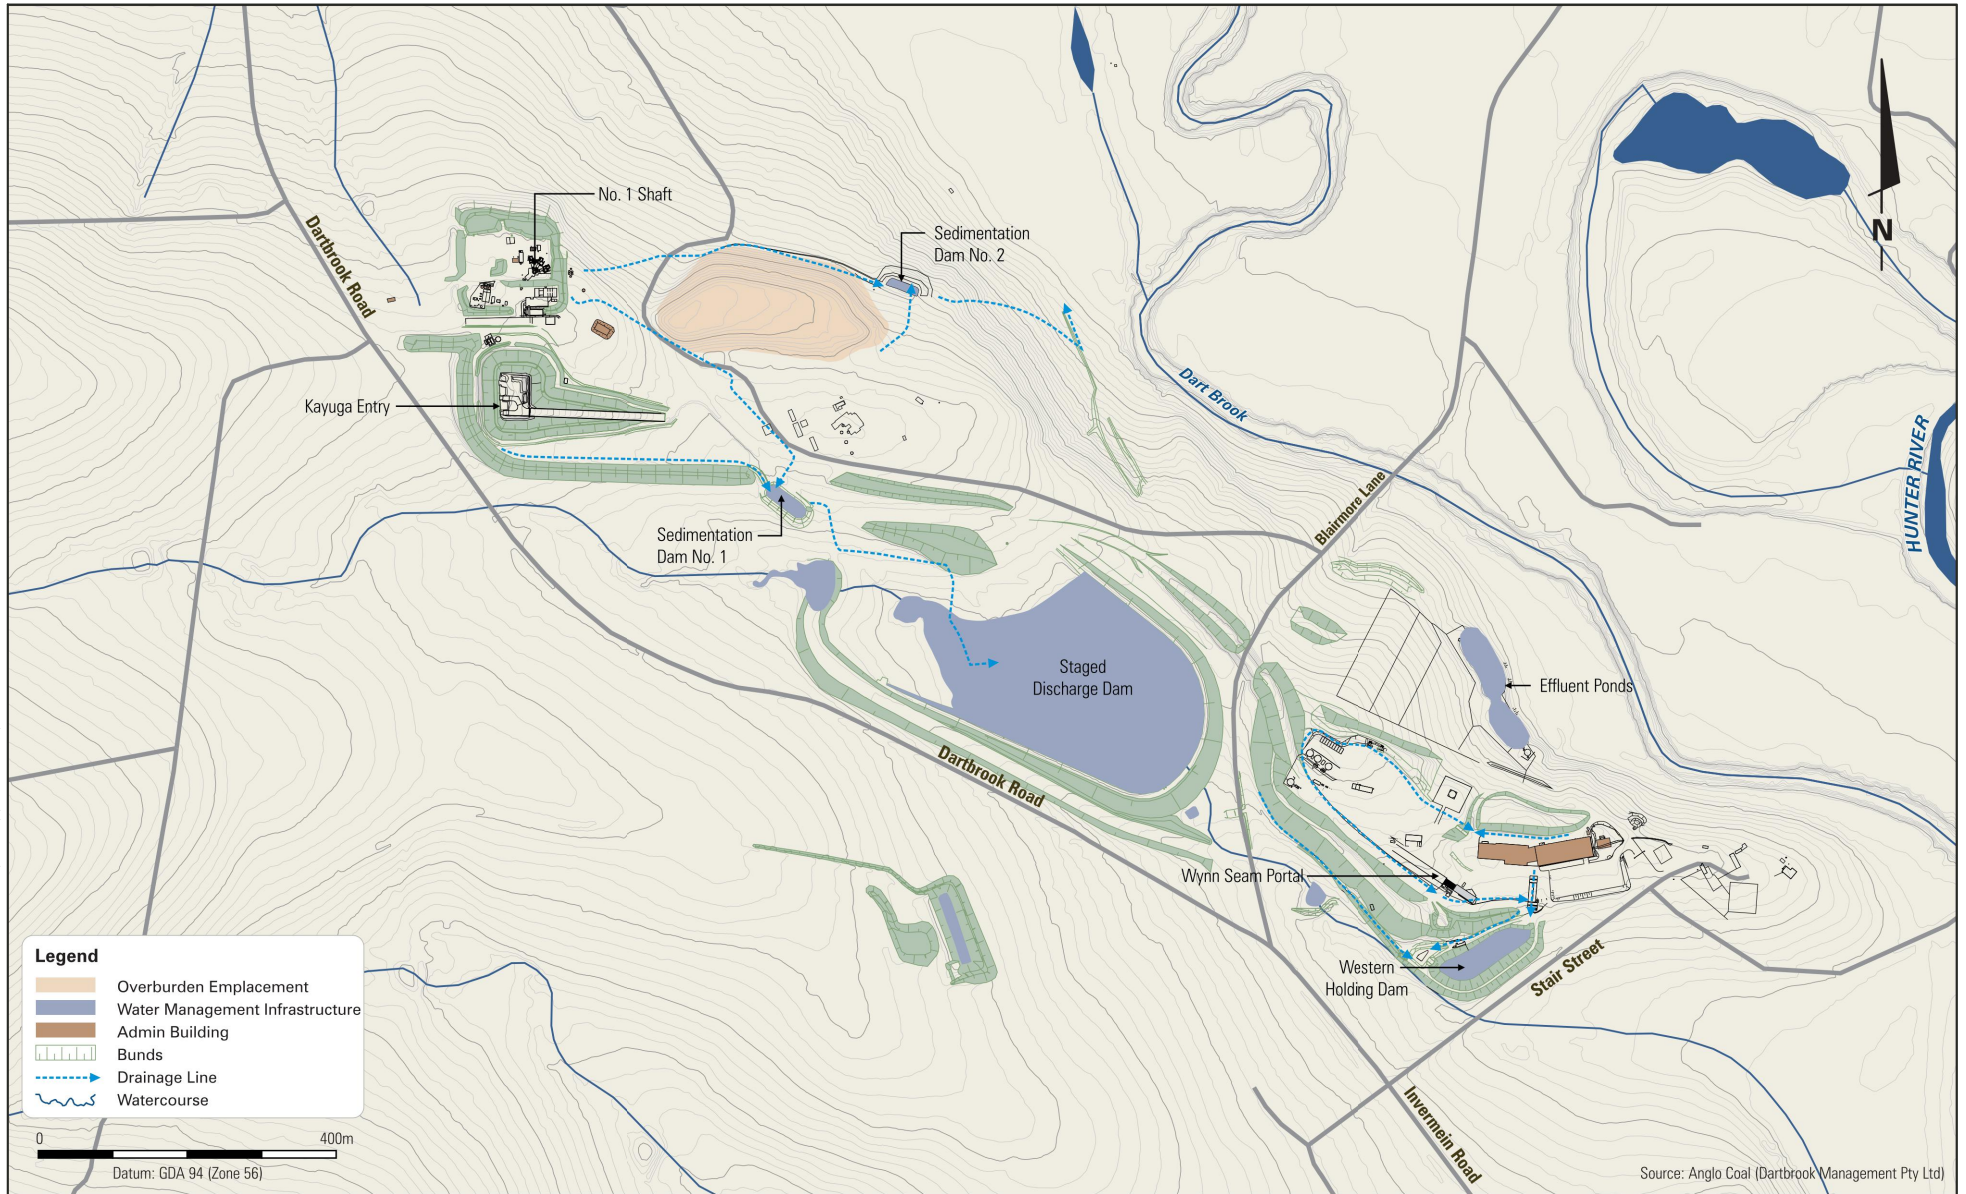 No. 1 Shaft
Dartbrook Road
Sedimentation
Dam No. 2
N
Kayuga Entry
Dart Brook
HUNTER RIVER
Blairmore Lane
Sedimentation
Dam No. 1
Staged
Discharge Dam
Effluent Ponds
Dartbrook Road
Wynn Seam Portal
Western
Holding Dam
Stair Street
Invermein Road
Legend
Overburden Emplacement
Water Management Infrastructure
Admin Building
Bunds
Drainage Line
Watercourse
0 400m
Datum: GDA 94 (Zone 56)
Source: Anglo Coal (Dartbrook Management Pty Ltd)